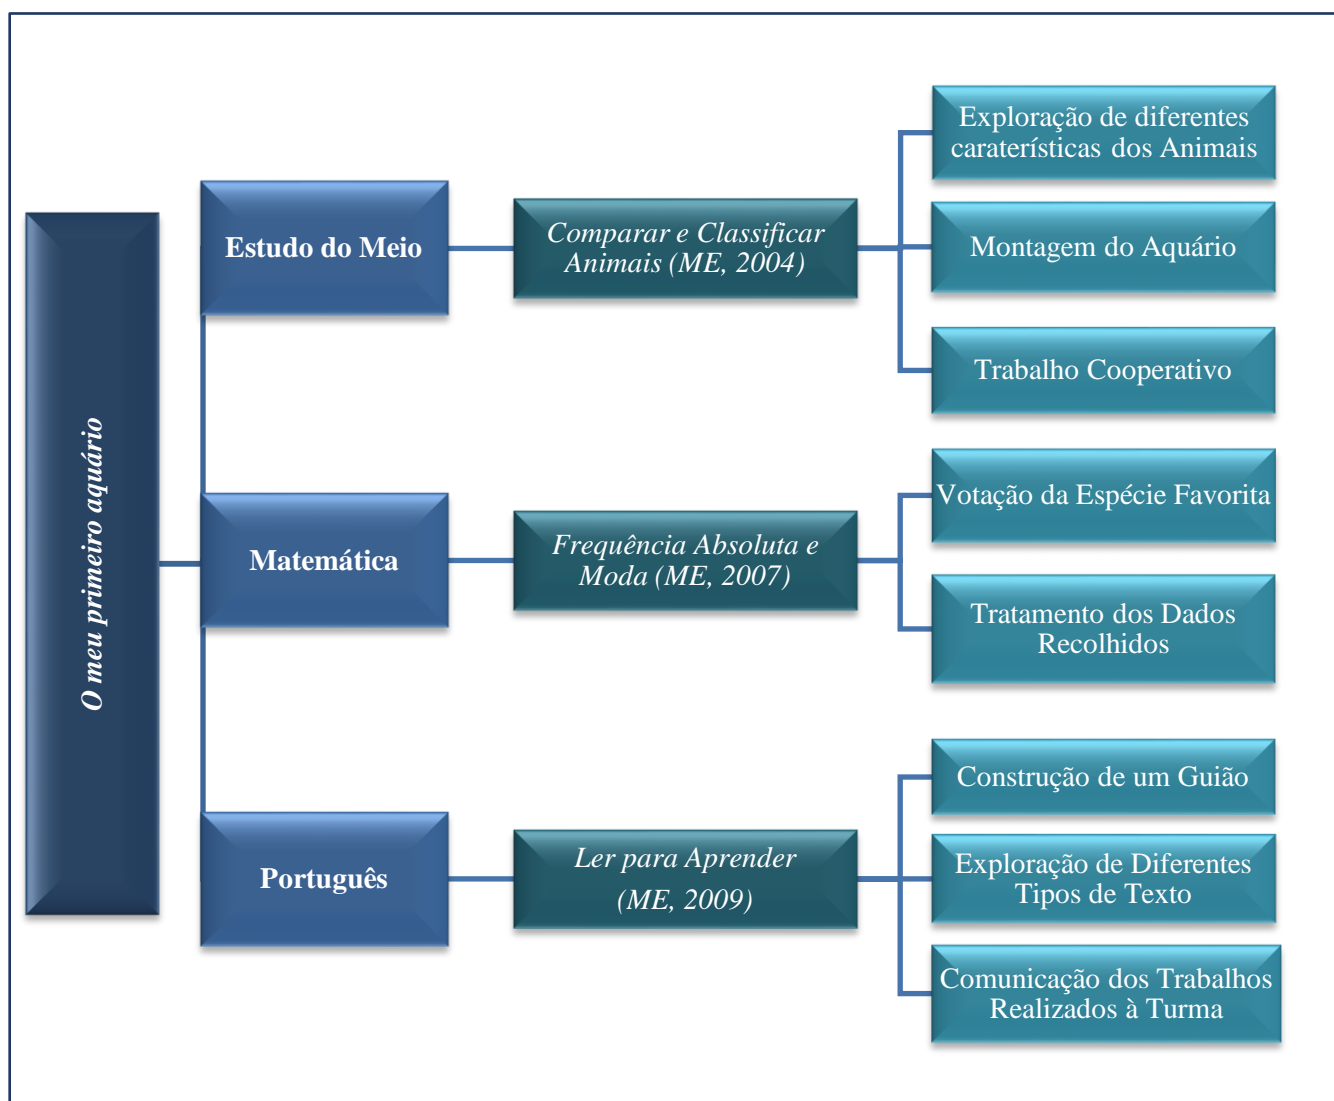 O meu primeiro aquário
Estudo do Meio
Comparar e Classificar
Animais (ME, 2004)
Exploração de diferentes
caraterísticas dos Animais
Montagem do Aquário
Trabalho Cooperativo
Matemática
Frequência Absoluta e
Moda (ME, 2007)
Votação da Espécie Favorita
Tratamento dos Dados
Recolhidos
Português
Ler para Aprender
(ME, 2009)
Construção de um Guião
Exploração de Diferentes
Tipos de Texto
Comunicação dos Trabalhos
Realizados à Turma